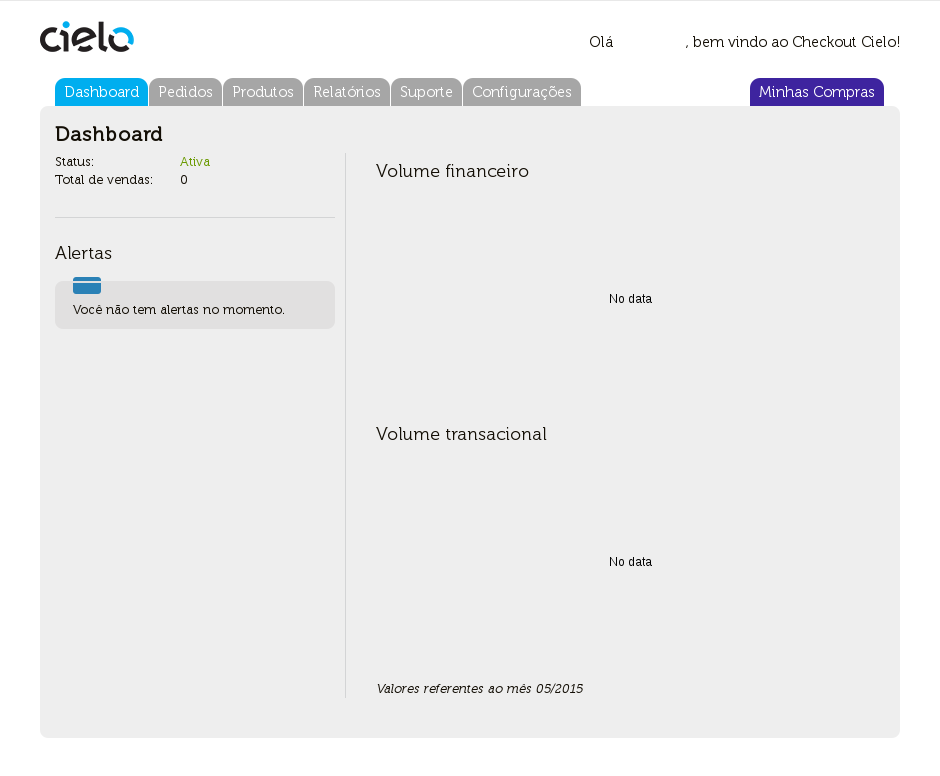 cielo
Olá , bem vindo ao Checkout Cielo!
Dashboard Pedidos Produtos Relatórios Suporte Configurações Minhas Compras
Dashboard
Status: Ativa
Total de vendas: 0
Alertas
Você não tem alertas no momento.
Volume financeiro
No data
Volume transacional
No data
Valores referentes ao mês 05/2015